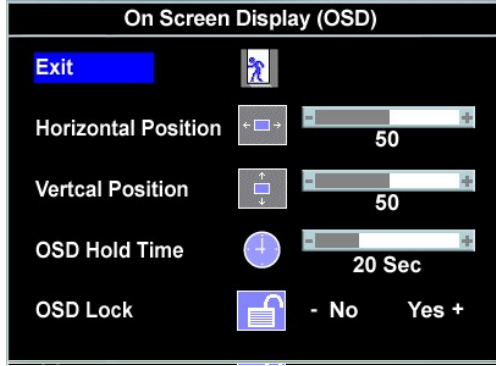 On Screen Display (OSD)
Exit
Horizontal Position - +
50
Vertcal Position - +
50
OSD Hold Time - +
20 Sec
OSD Lock - No Yes +